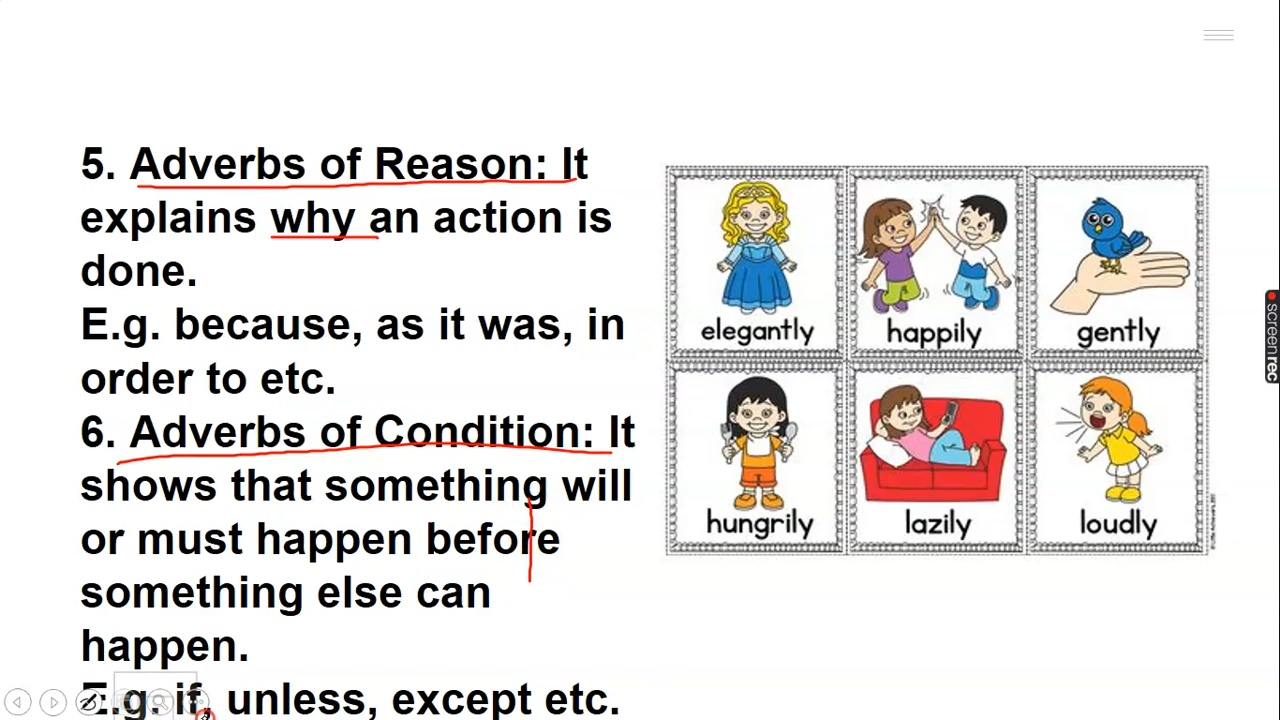 5. Adverbs of Reason: It
explains why an action is
done.
E.g. because, as it was, in
order to etc.
6. Adverbs of Condition: It
shows that something will
or must happen before
something else can
happen.
E.g. if, unless, except etc.
elegantly
happily
gently
hungrily
lazily
loudly
screenrec